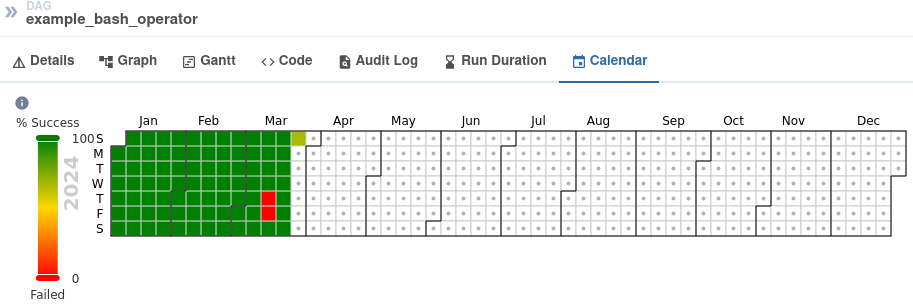 DAG
example_bash_operator
Details Graph Gantt Code Audit Log Run Duration Calendar
% Success
Jan Feb Mar Apr May Jun Jul Aug Sep Oct Nov Dec
100
0
Failed
2024
S
M
T
W
T
F
S